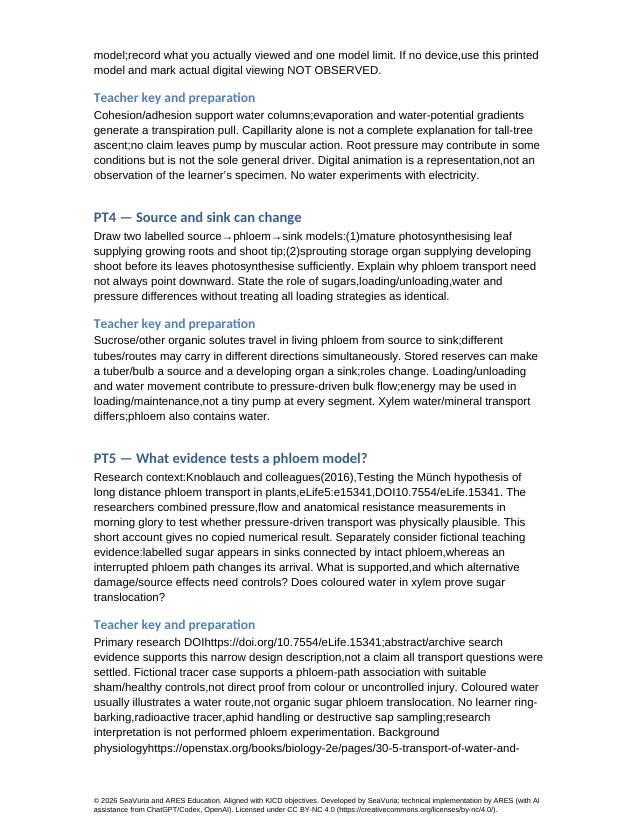 model;record what you actually viewed and one model limit. If no device,use this printed
model and mark actual digital viewing NOT OBSERVED.
Teacher key and preparation
Cohesion/adhesion support water columns;evaporation and water-potential gradients
generate a transpiration pull. Capillarity alone is not a complete explanation for tall-tree
ascent;no claim leaves pump by muscular action. Root pressure may contribute in some
conditions but is not the sole general driver. Digital animation is a representation,not an
observation of the learner's specimen. No water experiments with electricity.
PT4 — Source and sink can change
Draw two labelled source→phloem→sink models:(1)mature photosynthesising leaf
supplying growing roots and shoot tip;(2)sprouting storage organ supplying developing
shoot before its leaves photosynthesise sufficiently. Explain why phloem transport need
not always point downward. State the role of sugars,loading/unloading,water and
pressure differences without treating all loading strategies as identical.
Teacher key and preparation
Sucrose/other organic solutes travel in living phloem from source to sink;different
tubes/routes may carry in different directions simultaneously. Stored reserves can make
a tuber/bulb a source and a developing organ a sink;roles change. Loading/unloading
and water movement contribute to pressure-driven bulk flow;energy may be used in
loading/maintenance,not a tiny pump at every segment. Xylem water/mineral transport
differs;phloem also contains water.
PT5 — What evidence tests a phloem model?
Research context:Knoblauch and colleagues(2016),Testing the Münch hypothesis of
long distance phloem transport in plants,eLife5:e15341,DOI10.7554/eLife.15341. The
researchers combined pressure,flow and anatomical resistance measurements in
morning glory to test whether pressure-driven transport was physically plausible. This
short account gives no copied numerical result. Separately consider fictional teaching
evidence:labelled sugar appears in sinks connected by intact phloem,whereas an
interrupted phloem path changes its arrival. What is supported,and which alternative
damage/source effects need controls? Does coloured water in xylem prove sugar
translocation?
Teacher key and preparation
Primary research DOIhttps://doi.org/10.7554/eLife.15341;abstract/archive search
evidence supports this narrow design description,not a claim all transport questions were
settled. Fictional tracer case supports a phloem-path association with suitable
sham/healthy controls,not direct proof from colour or uncontrolled injury. Coloured water
usually illustrates a water route,not organic sugar phloem translocation. No learner ring-
barking,radioactive tracer,aphid handling or destructive sap sampling;research
interpretation is not performed phloem experimentation. Background
physiologyhttps://openstax.org/books/biology-2e/pages/30-5-transport-of-water-and-
© 2026 SeaVuria and ARES Education. Aligned with KICD objectives. Developed by SeaVuria; technical implementation by ARES (with AI
assistance from ChatGPT/Codex, OpenAI). Licensed under CC BY-NC 4.0 (https://creativecommons.org/licenses/by-nc/4.0/).